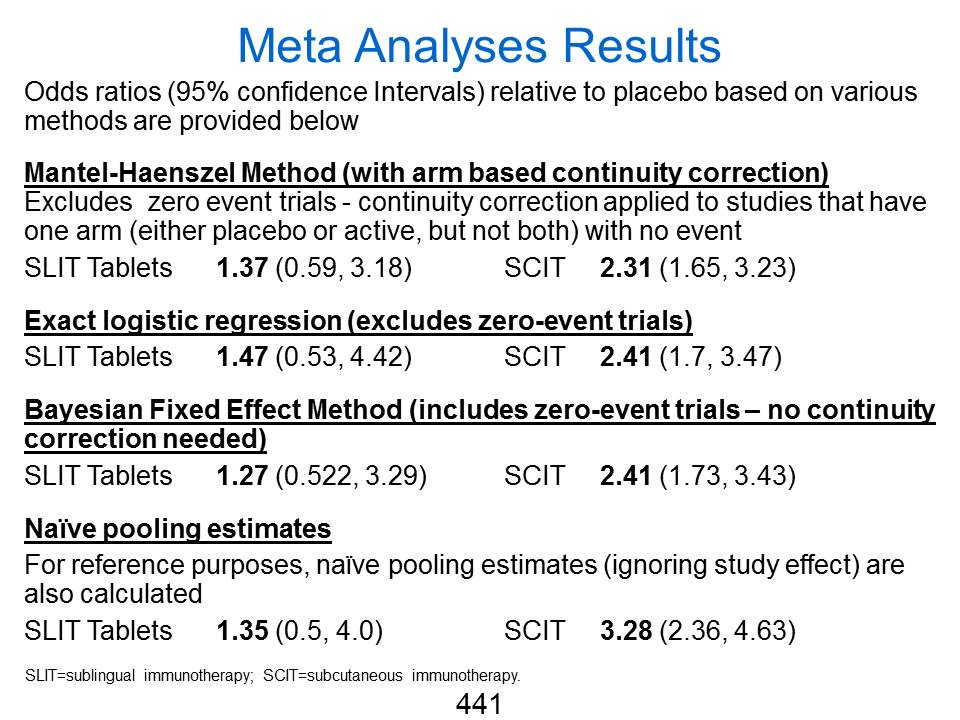 Meta Analyses Results
Odds ratios (95% confidence Intervals) relative to placebo based on various
methods are provided below
Mantel-Haenszel Method (with arm based continuity correction)
Excludes zero event trials - continuity correction applied to studies that have
one arm (either placebo or active, but not both) with no event
SLIT Tablets 1.37 (0.59, 3.18) SCIT 2.31 (1.65, 3.23)
Exact logistic regression (excludes zero-event trials)
SLIT Tablets 1.47 (0.53, 4.42) SCIT 2.41 (1.7, 3.47)
Bayesian Fixed Effect Method (includes zero-event trials – no continuity
correction needed)
SLIT Tablets 1.27 (0.522, 3.29) SCIT 2.41 (1.73, 3.43)
Naïve pooling estimates
For reference purposes, naïve pooling estimates (ignoring study effect) are
also calculated
SLIT Tablets 1.35 (0.5, 4.0) SCIT 3.28 (2.36, 4.63)
SLIT=sublingual immunotherapy; SCIT=subcutaneous immunotherapy.
441